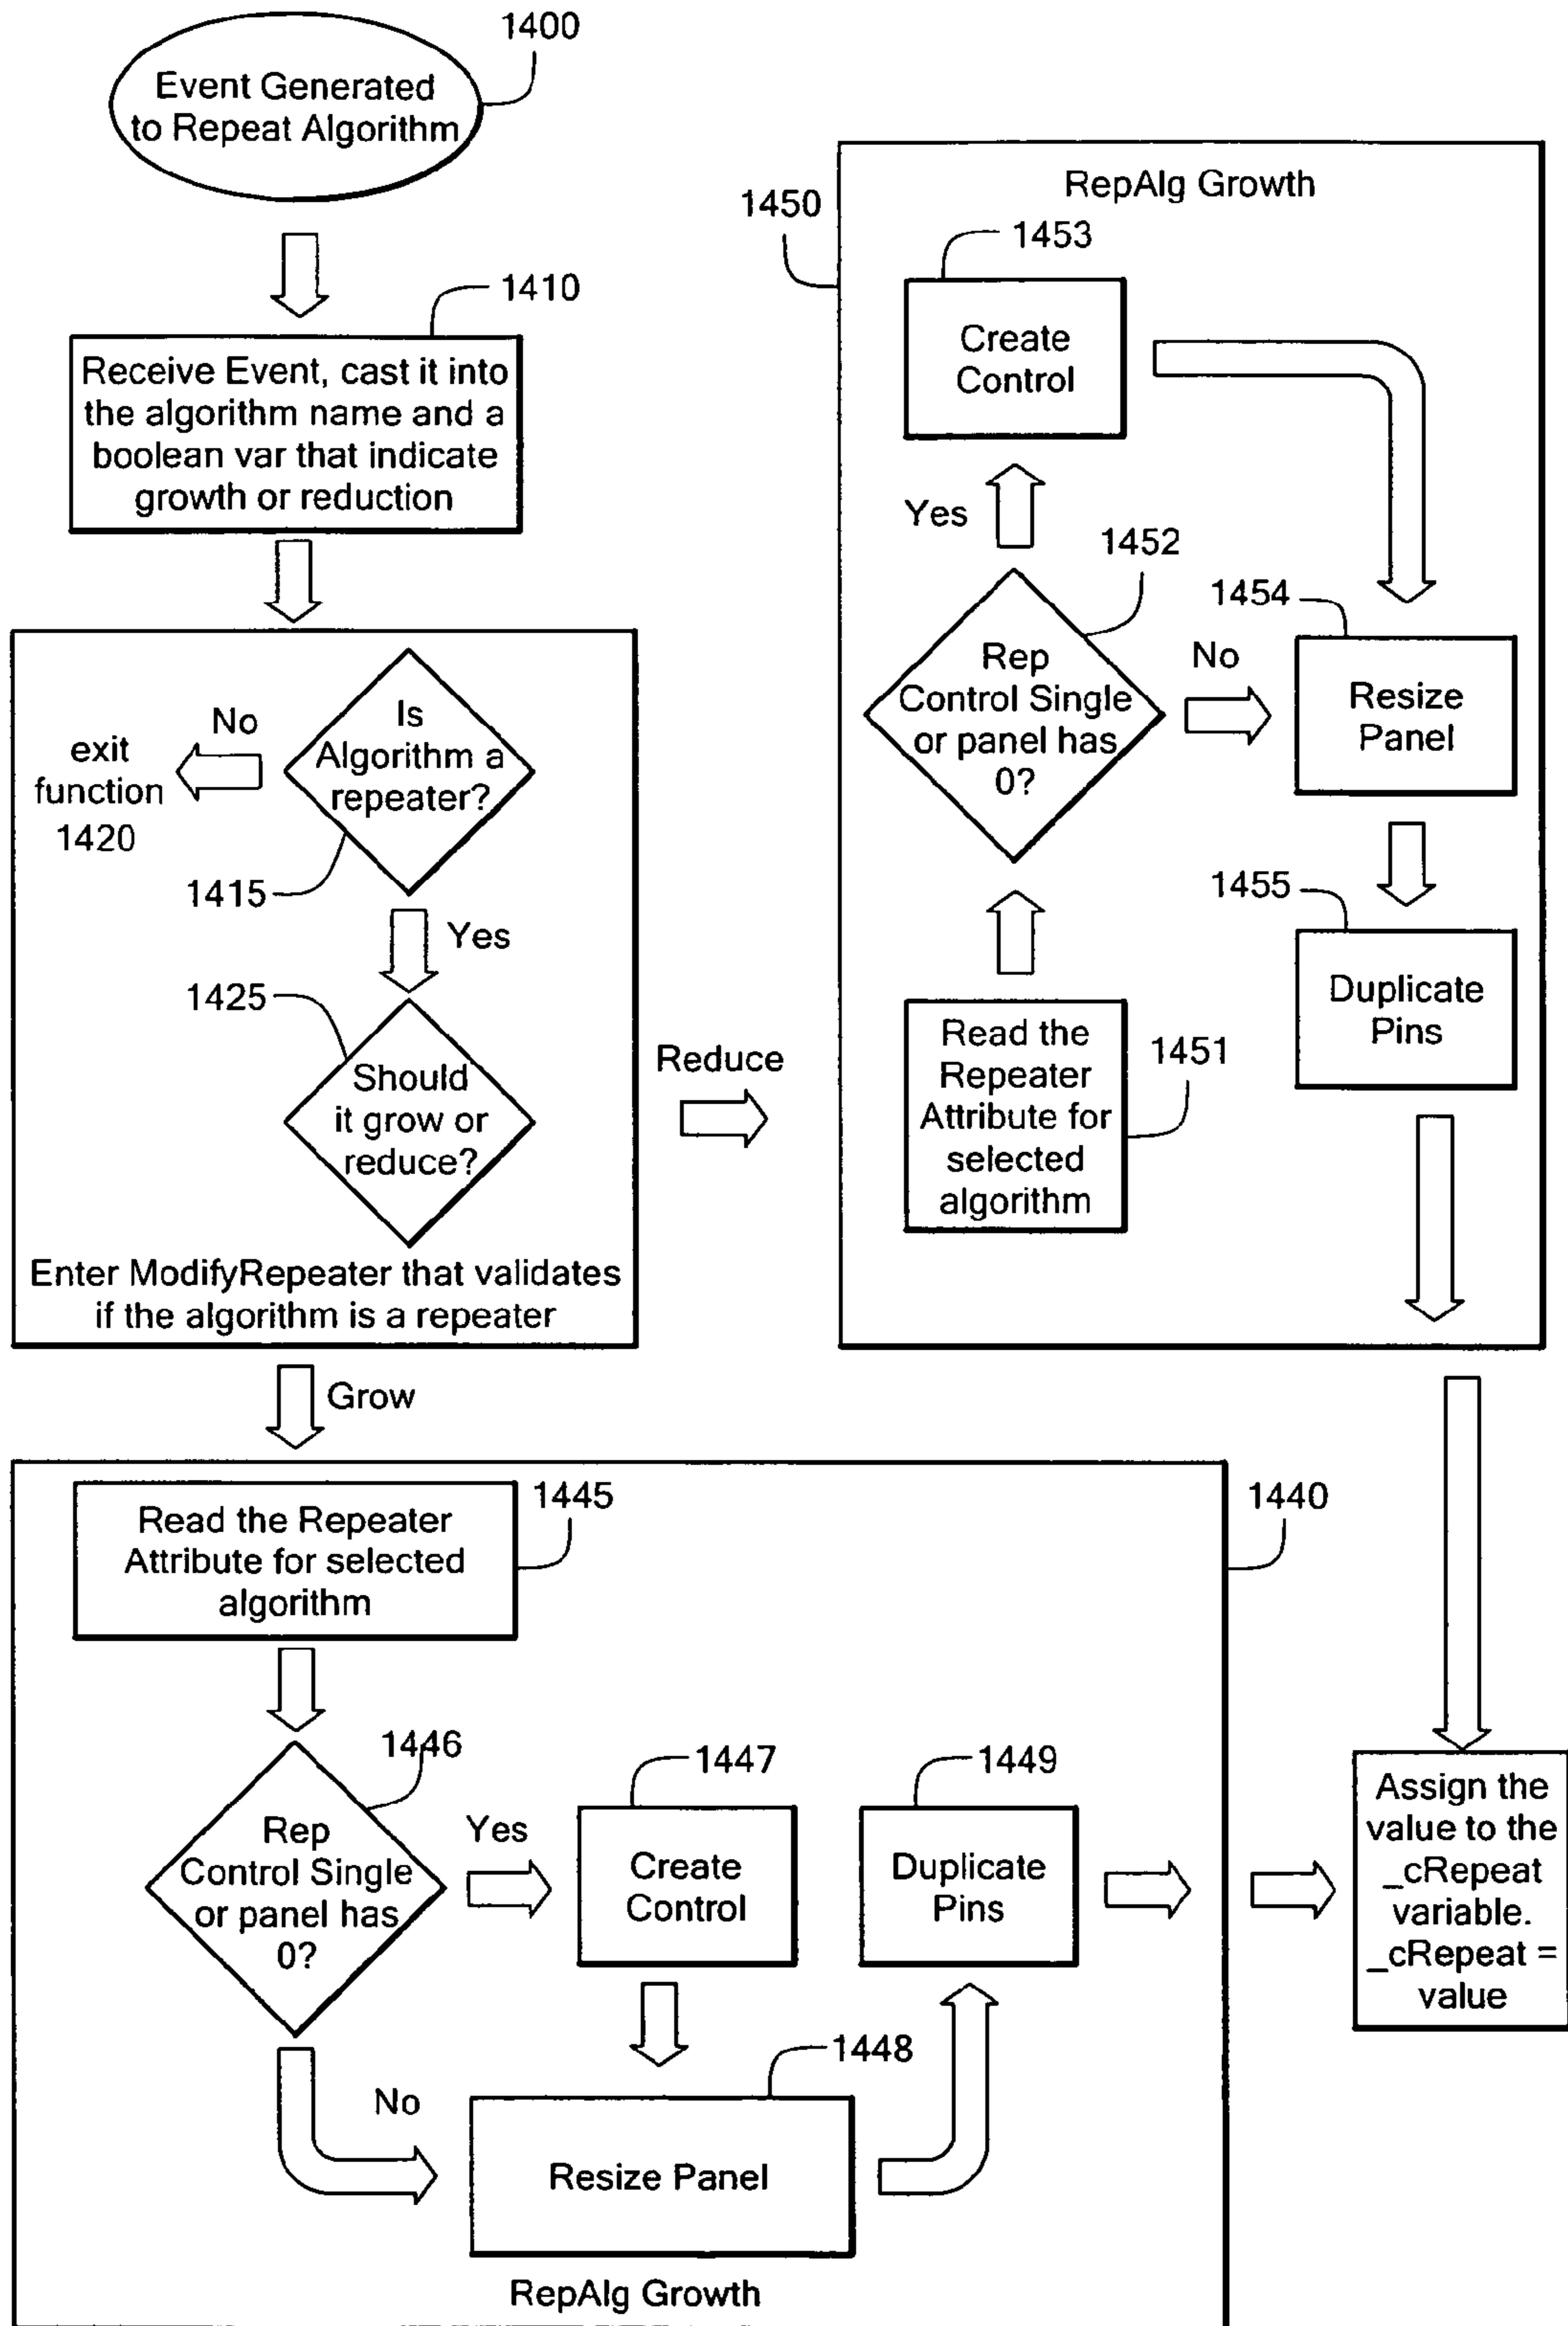 1400
Event Generated
to Repeat Algorithm
1410
Receive Event, cast it into
the algorithm name and a
boolean var that indicate
growth or reduction
No
exit
function
1420
Is
Algorithm a
repeater?
1415
Yes
1425
Should
it grow or
reduce?
Enter ModifyRepeater that validates
if the algorithm is a repeater
Reduce
1450
RepAlg Growth
1453
Create
Control
Yes
1452
Rep
Control Single
or panel has
0?
No
1454
Resize
Panel
1455
Duplicate
Pins
Read the
Repeater
Attribute for
selected
algorithm
1451
Grow
1440
1445
Read the Repeater
Attribute for selected
algorithm
1446
Rep
Control Single
or panel has
0?
Yes
1447
Create
Control
1449
Duplicate
Pins
No
1448
Resize Panel
RepAlg Growth
Assign the
value to the
_cRepeat
variable.
_cRepeat =
value